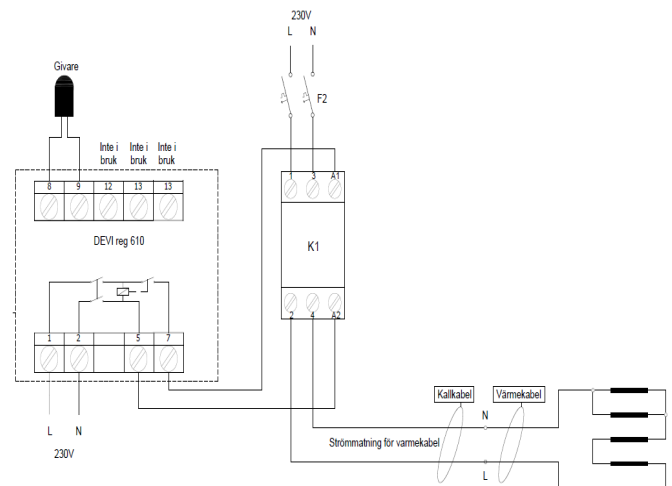 230V
L N
F2
Givare
Inte i bruk
Inte i bruk
Inte i bruk
8 9 12 13 13
DEVI reg 610
1 2 5 7
L N
230V
1 3 A1
K1
2 4 A2
Kallkabel
Värmekabel
N
Strömmatning för varmekabel
L